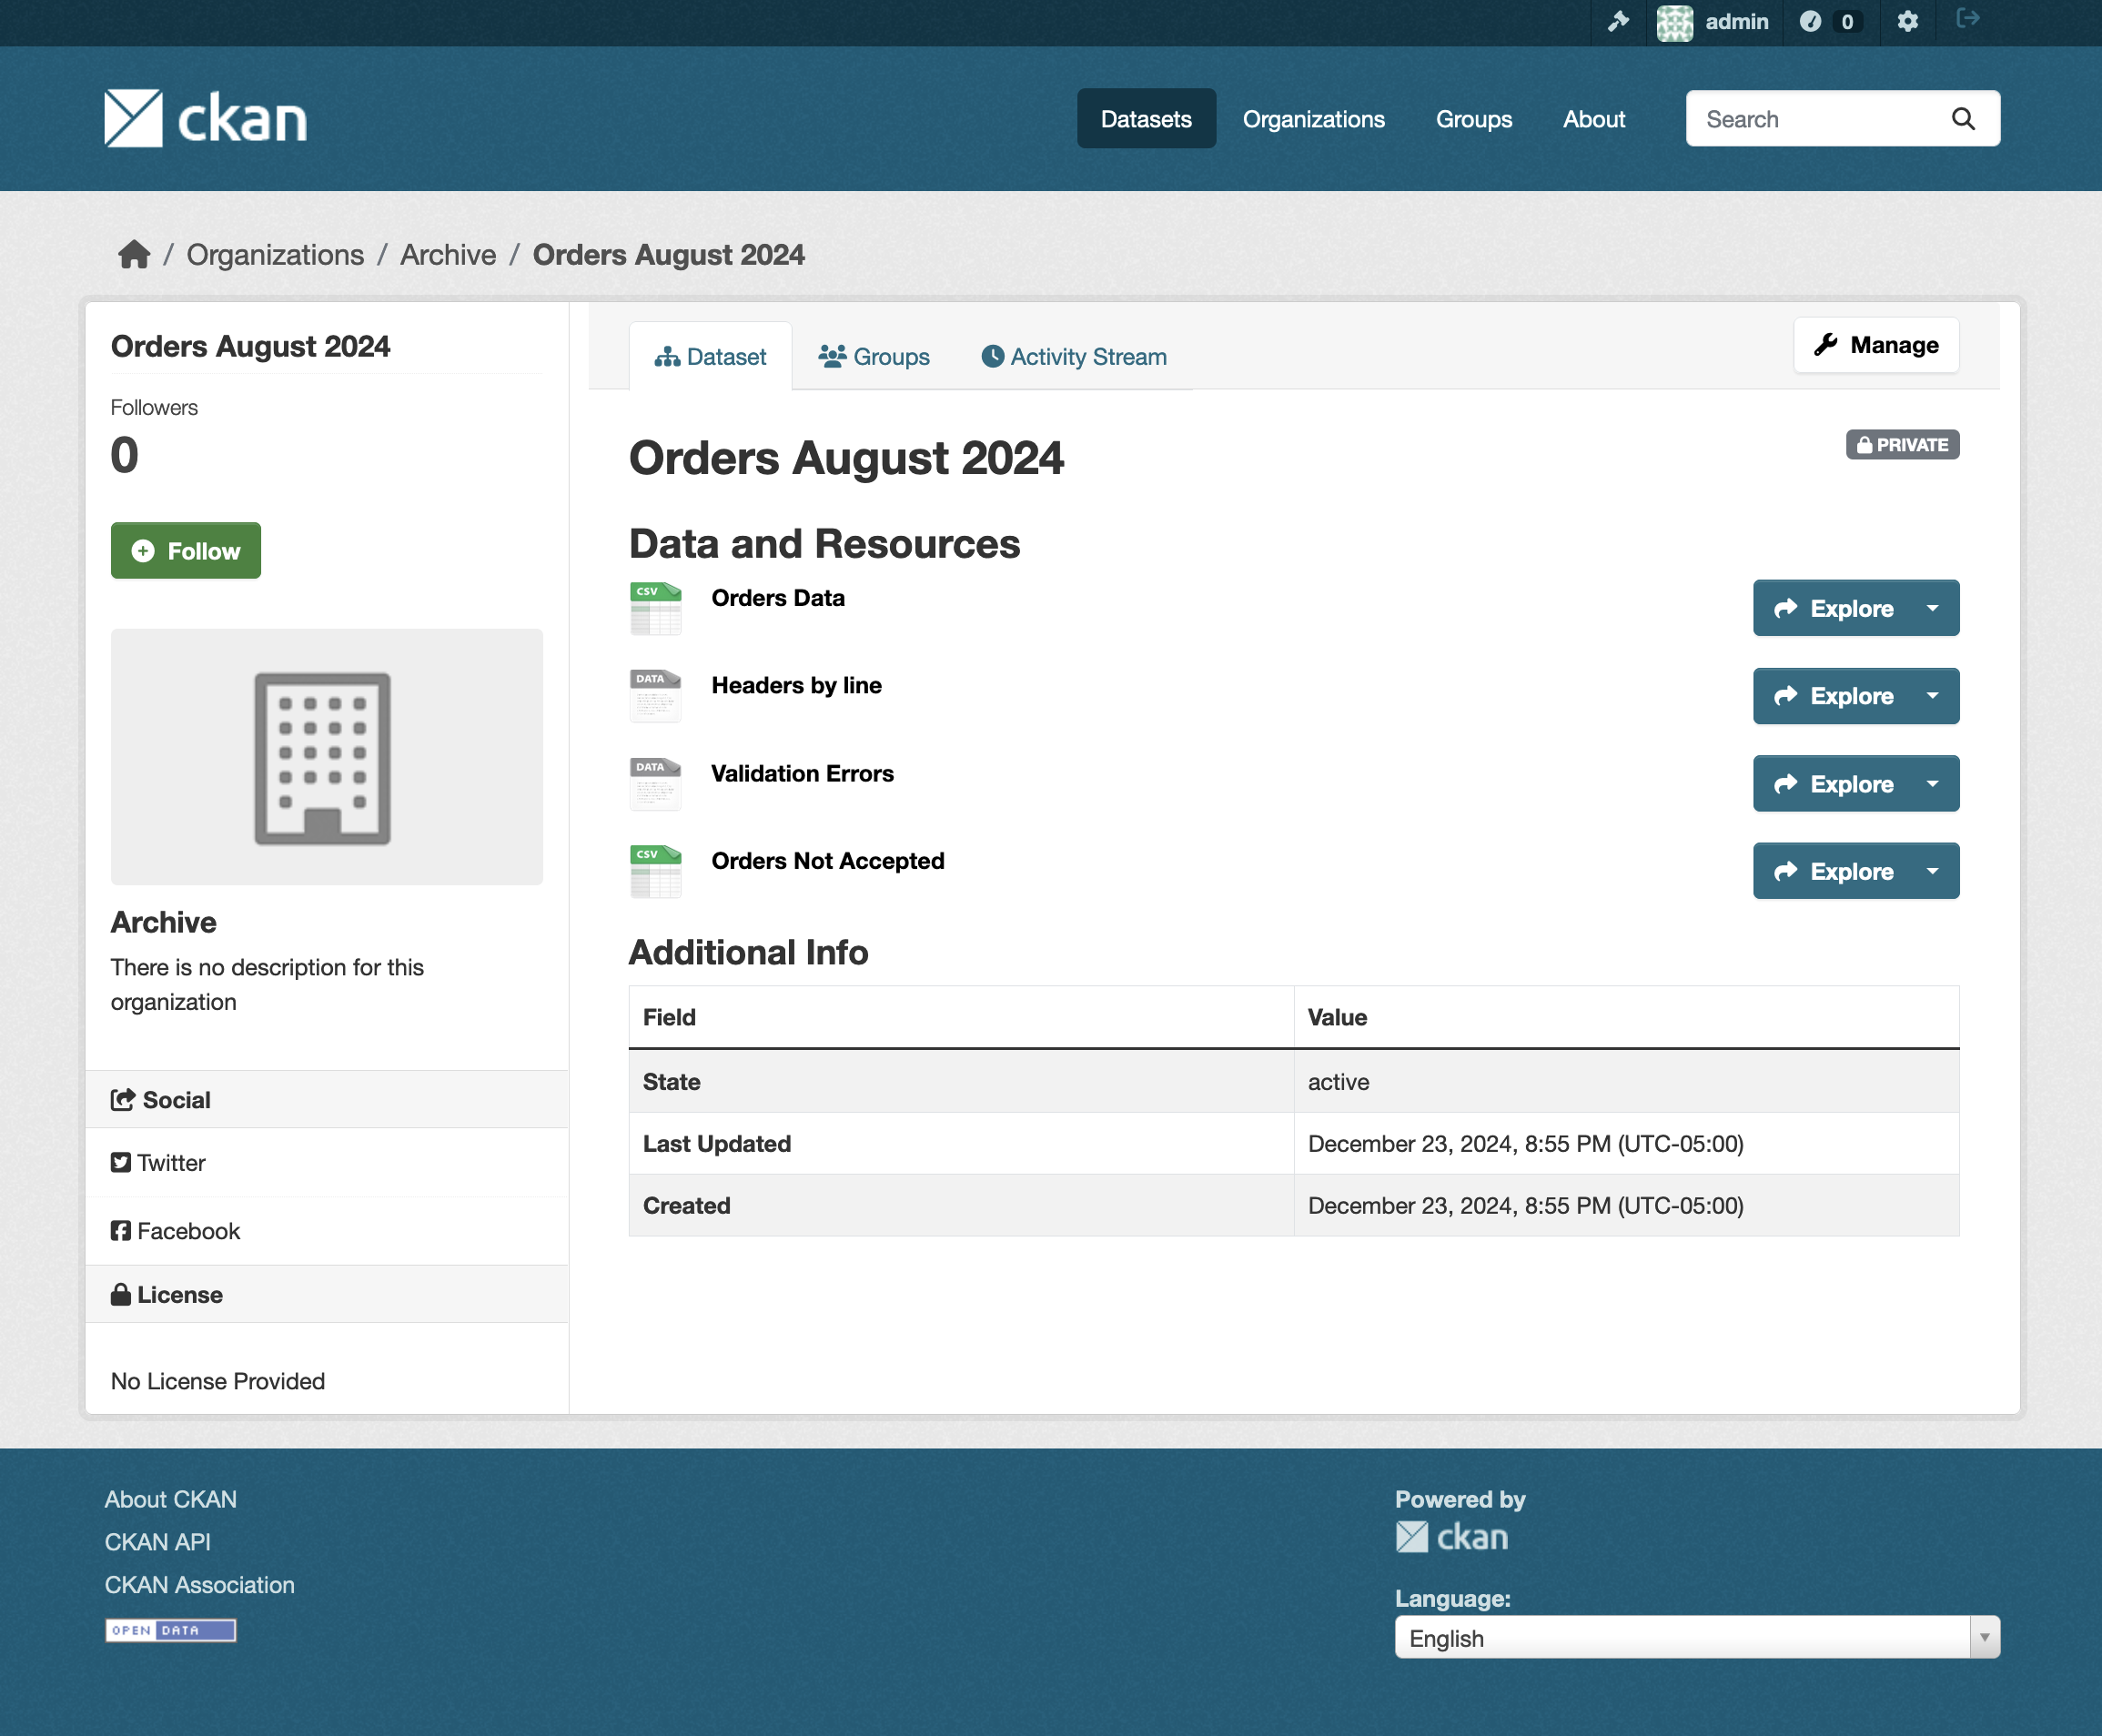 admin 0
ckan
Datasets Organizations Groups About Search
/ Organizations / Archive / Orders August 2024
Orders August 2024
Followers
0
Follow
Archive
There is no description for this
organization
Social
Twitter
Facebook
License
No License Provided
Dataset Groups Activity Stream Manage
Orders August 2024 PRIVATE
Data and Resources
CSV Orders Data Explore
DATA Headers by line Explore
DATA Validation Errors Explore
CSV Orders Not Accepted Explore
Additional Info
Field Value
State active
Last Updated December 23, 2024, 8:55 PM (UTC-05:00)
Created December 23, 2024, 8:55 PM (UTC-05:00)
About CKAN
CKAN API
CKAN Association
OPEN DATA
Powered by
ckan
Language:
English